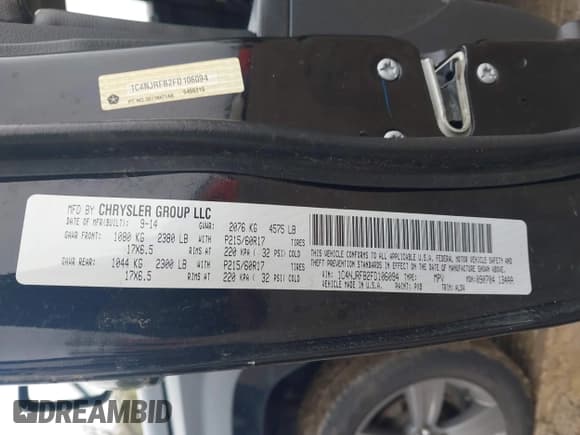 1C4NJRFB2FD106094
MFD BY CHRYSLER GROUP LLC
DATE OF MFR(BUILT): 9-14 GVWR: 2076 KG 4575 LB
GAWR FRONT: 1080 KG 2380 LB WITH P215/60R17 TIRES
17X6.5 RIMS AT 220 KPA ( 32 PSI) COLD
GAWR REAR: 1044 KG 2300 LB WITH P215/60R17 TIRES
17X6.5 RIMS AT 220 KPA ( 32 PSI) COLD
THIS VEHICLE CONFORMS TO ALL APPLICABLE U.S.A. FEDERAL MOTOR VEHICLE SAFETY, BUMPER,
AND THEFT PREVENTION STANDARDS IN EFFECT ON THE DATE OF MANUFACTURE SHOWN ABOVE.
VIN: 1C4NJRFB2FD106094 TYPE: MPV
VEHICLE MADE IN U.S.A. PAINT: TRIM:
DREAMBID